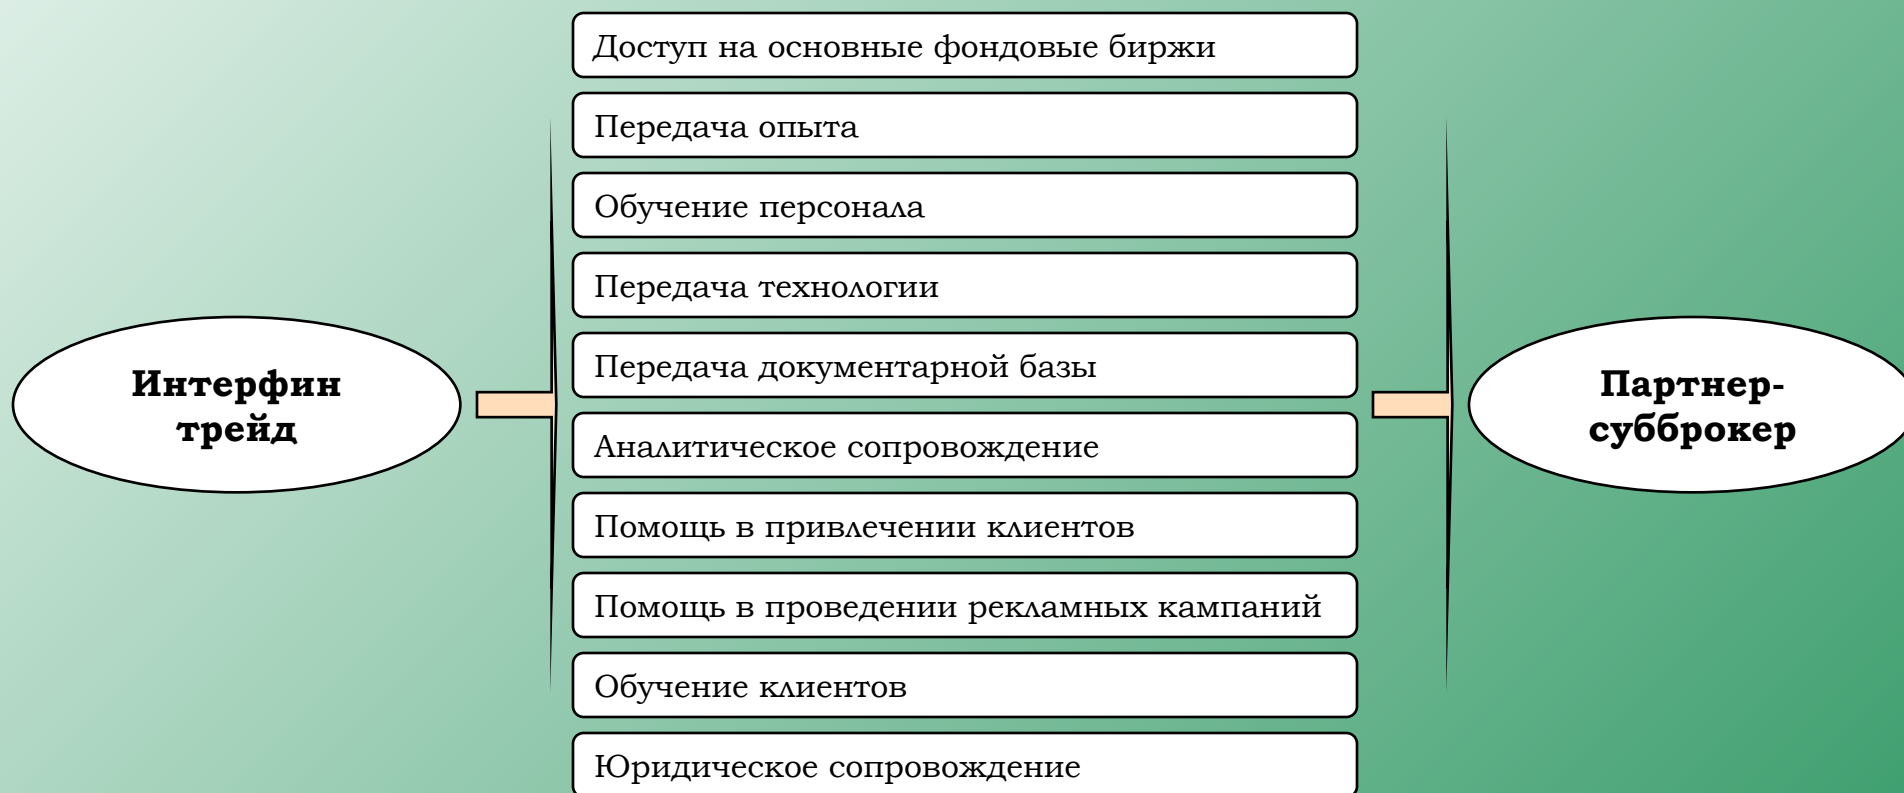 Доступ на основные фондовые биржи
Передача опыта
Обучение персонала
Передача технологии
Передача документарной базы
Аналитическое сопровождение
Помощь в привлечении клиентов
Помощь в проведении рекламных кампаний
Обучение клиентов
Юридическое сопровождение
Интерфин
трейд
Партнер-
субброкер